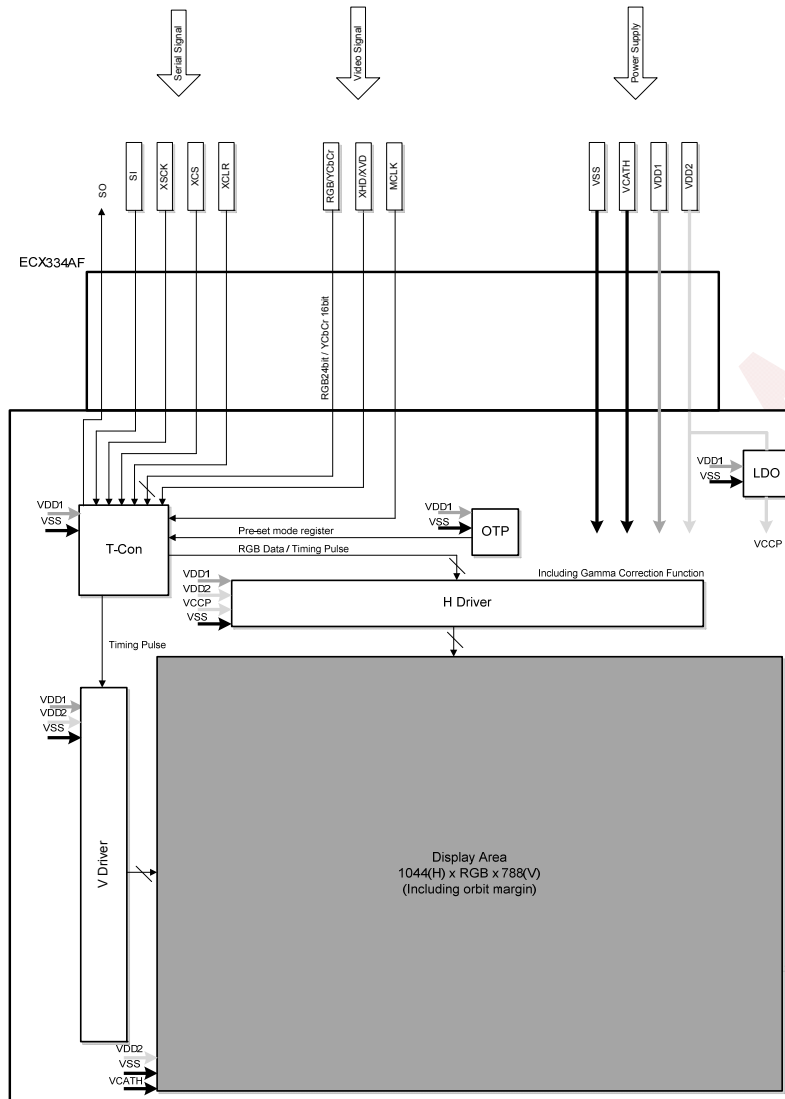 Serial Signal
Video Signal
Power Supply
SO
SI
XSCK
XCS
XCLR
RGB/YCbCr
XHD/XVD
MCLK
VSS
VCATH
VDD1
VDD2
ECX334AF
RGB24bit / YCbCr 16bit
VDD1
VSS
LDO
VCCP
VDD1
VSS
T-Con
VDD1
VSS
OTP
Pre-set mode register
RGB Data / Timing Pulse
Including Gamma Correction Function
VDD1
VDD2
VCCP
VSS
H Driver
Timing Pulse
VDD1
VDD2
VSS
V Driver
Display Area
1044(H) x RGB x 788(V)
(Including orbit margin)
VDD2
VSS
VCATH